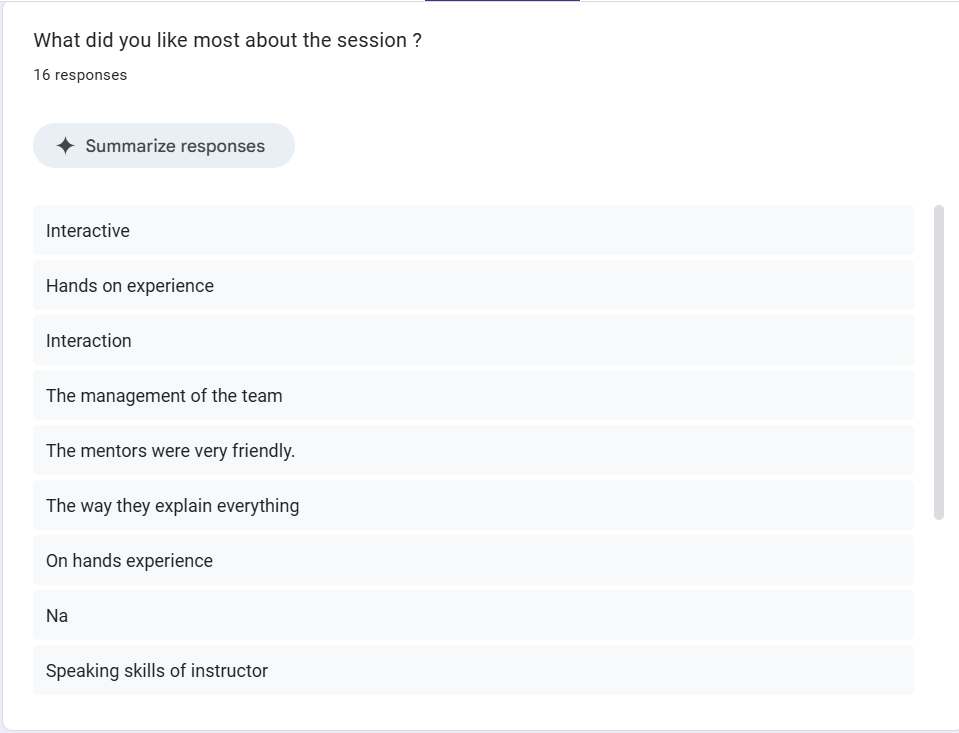 What did you like most about the session ?
16 responses
Summarize responses
Interactive
Hands on experience
Interaction
The management of the team
The mentors were very friendly.
The way they explain everything
On hands experience
Na
Speaking skills of instructor